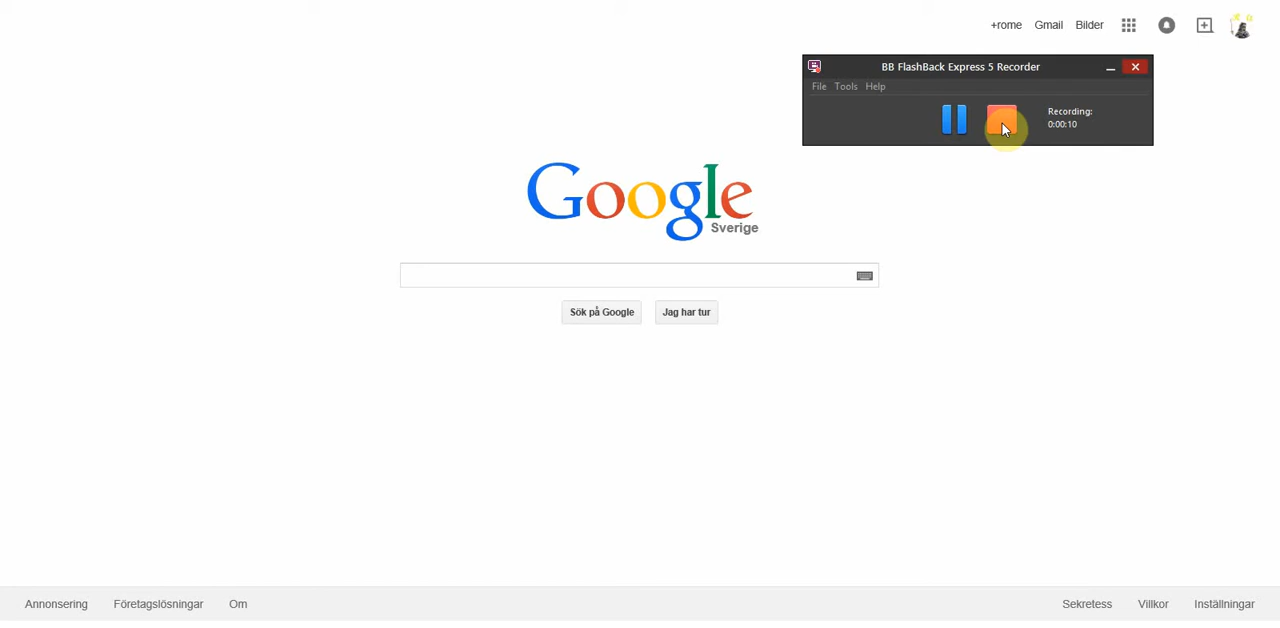 +rome Gmail Bilder
BB FlashBack Express 5 Recorder
File Tools Help
Recording:
0:00:10
Google
Sverige
Sök på Google Jag har tur
Annonsering Företagslösningar Om Sekretess Villkor Inställningar